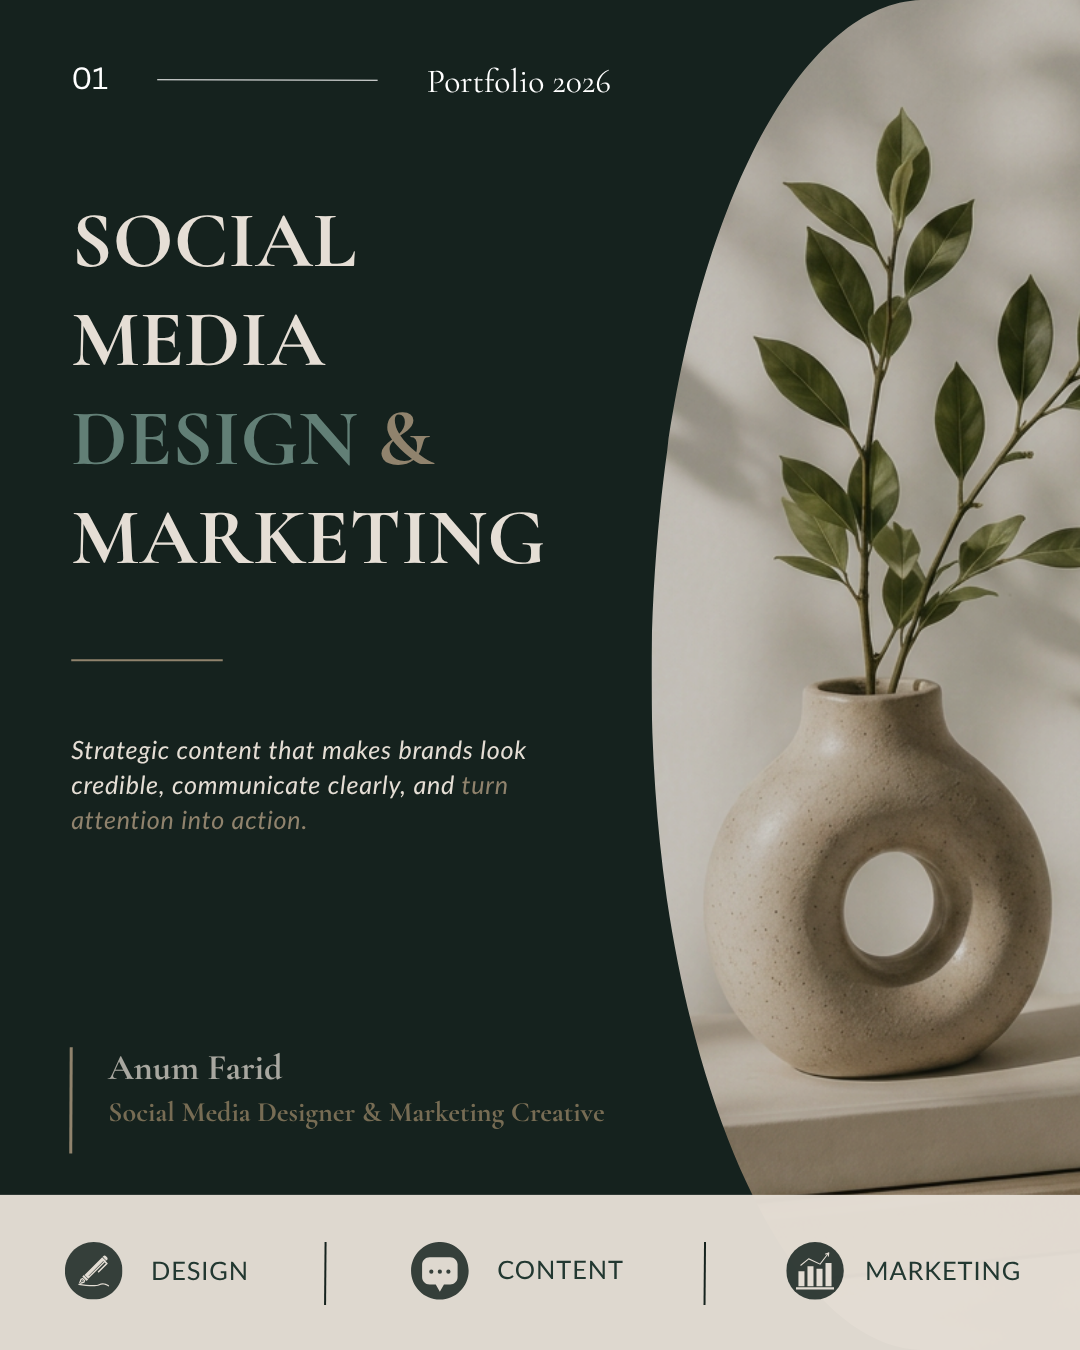 01 Portfolio 2026
SOCIAL
MEDIA
DESIGN &
MARKETING
Strategic content that makes brands look
credible, communicate clearly, and turn
attention into action.
Anum Farid
Social Media Designer & Marketing Creative
DESIGN CONTENT MARKETING